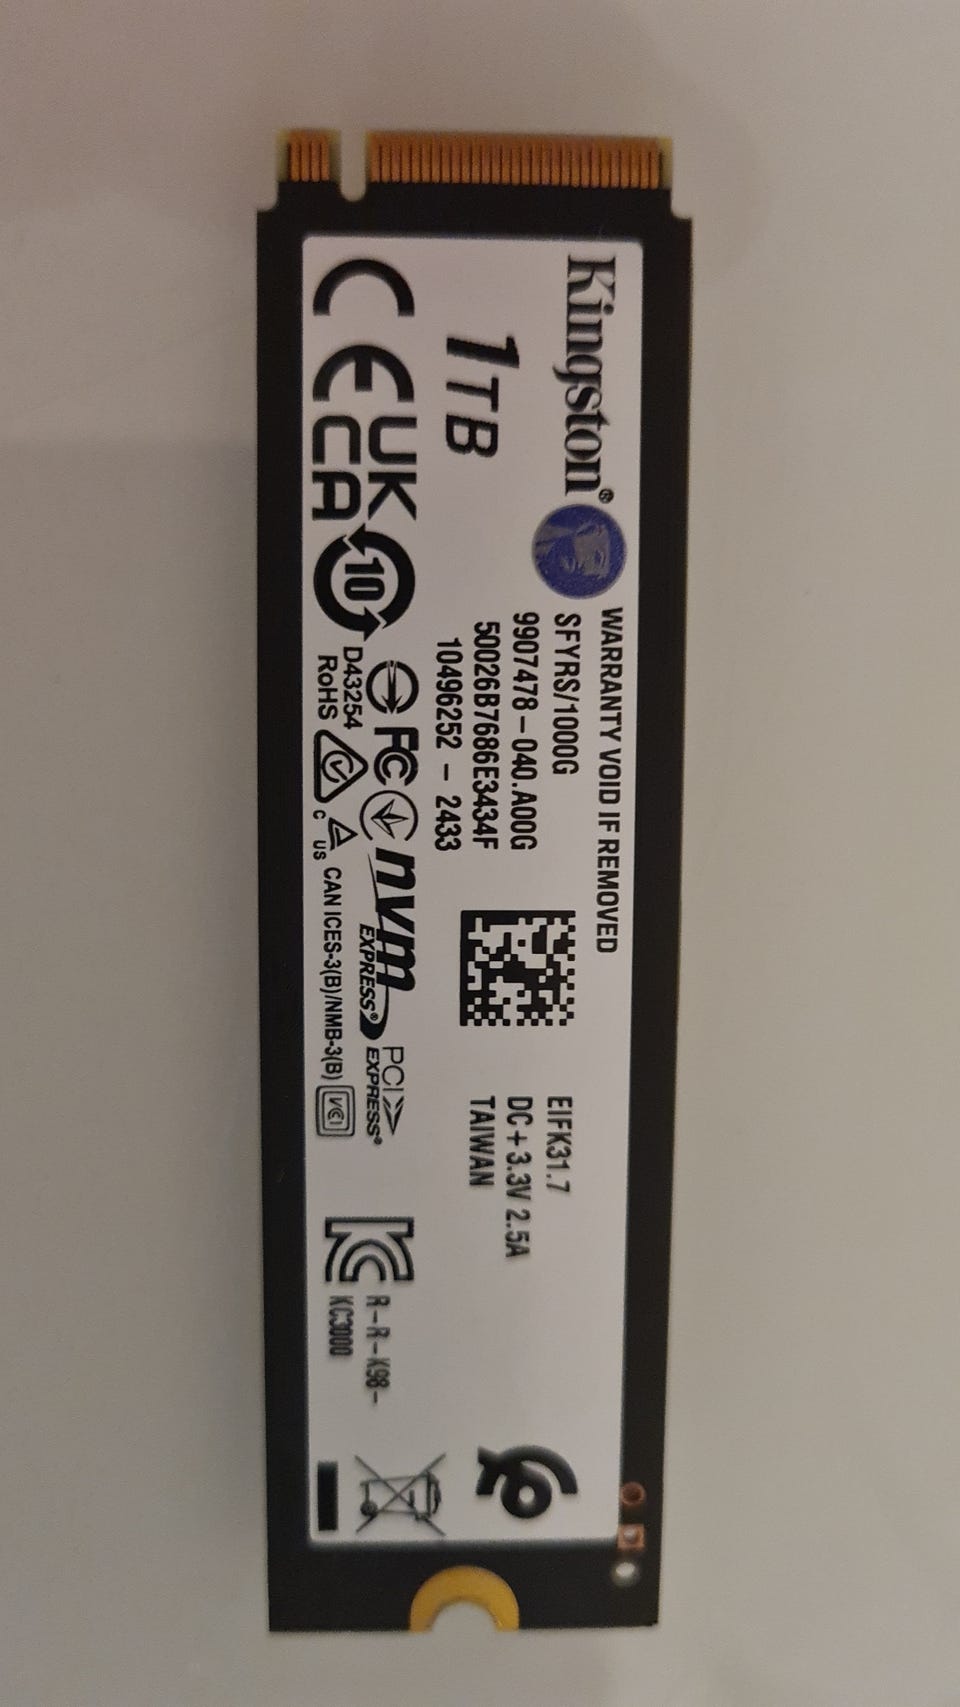 Kingston®
1TB
WARRANTY VOID IF REMOVED
SFYRS/1000G
9907478-040.A00G
50026B7686E3434F
10496252 - 2433
EIFK31.7
DC+3.3V 2.5A
TAIWAN
CE
UK
CA
10
D43254
RoHS
FC
nvm
EXPRESS®
PCI
EXPRESS®
c US
CAN ICES-3(B)/NMB-3(B)
VCI
R-R-K98-
KC3000